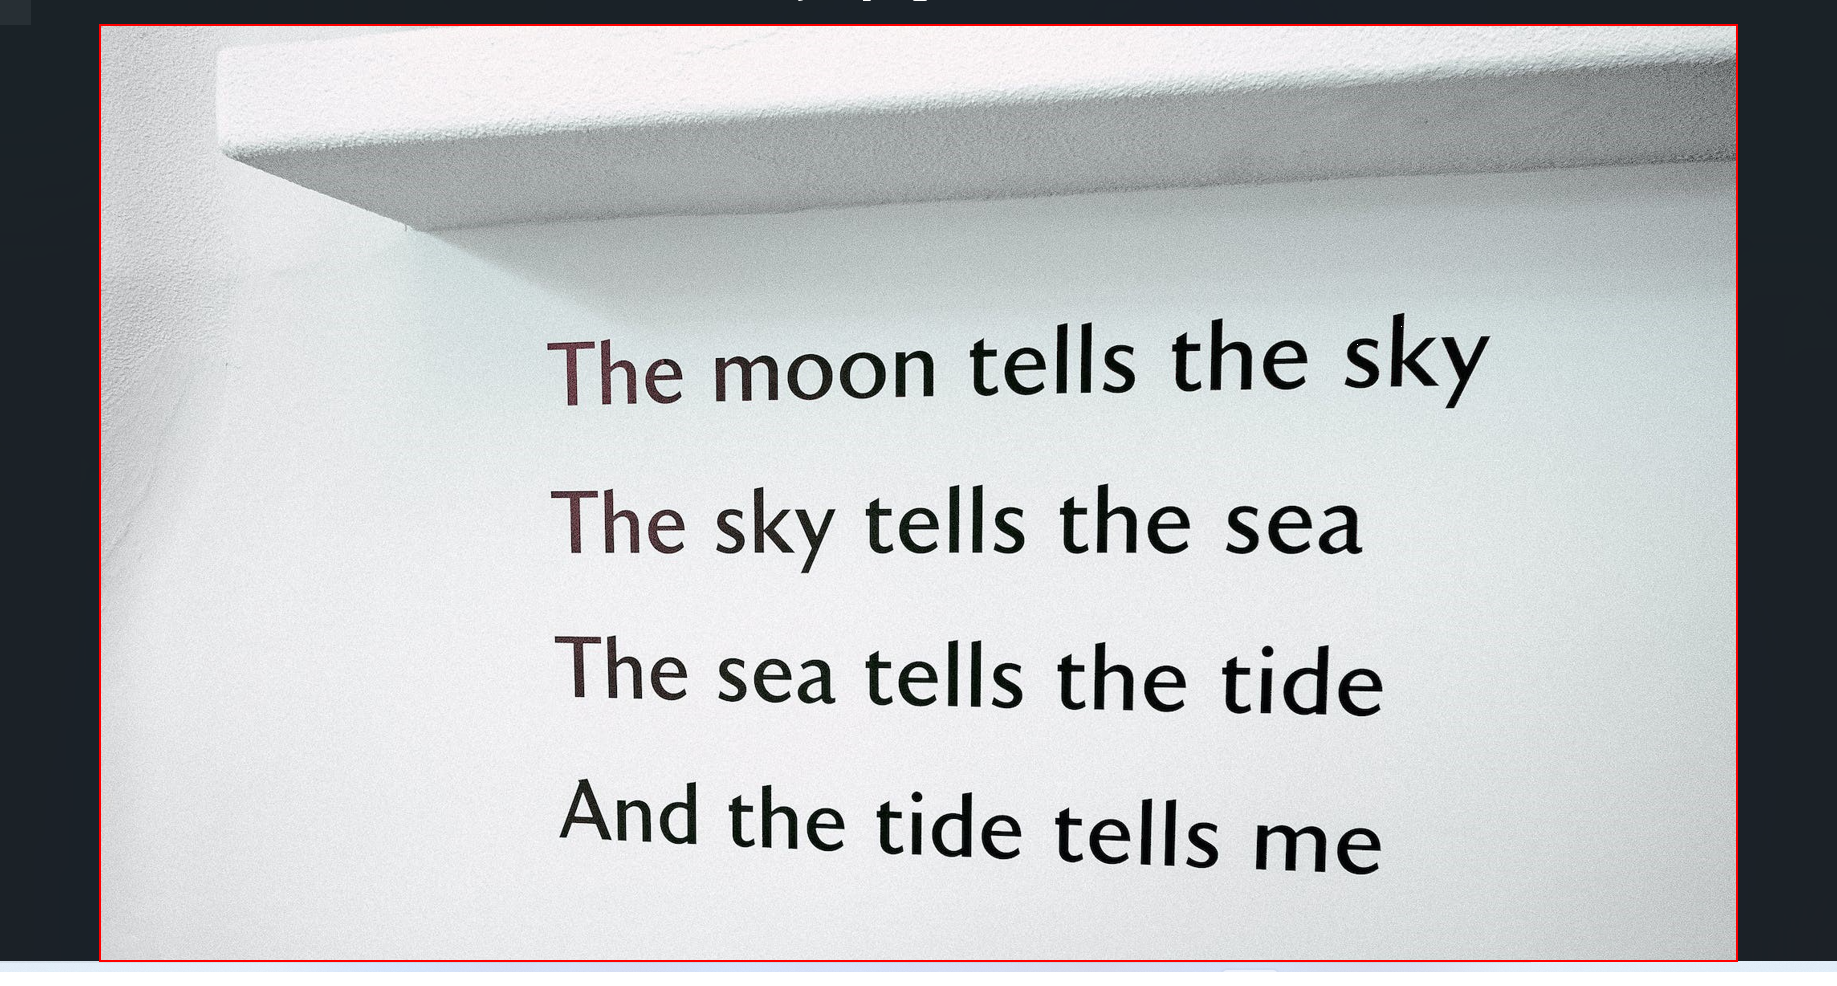 The moon tells the sky
The sky tells the sea
The sea tells the tide
And the tide tells me